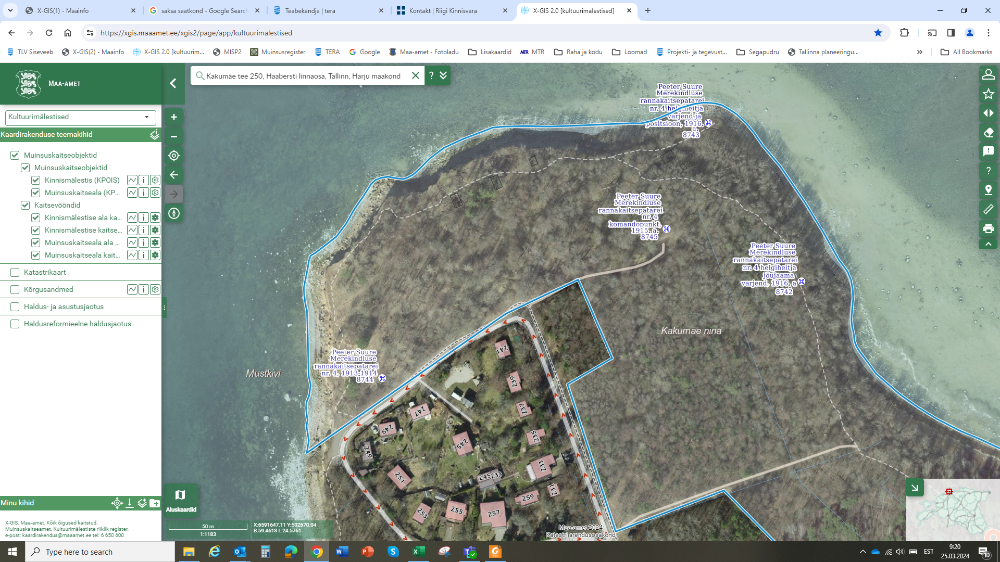 X-GIS(1) - Maainfo
saksa saatkond - Google Search
Teabekandja | tera
Kontakt | Riigi Kinnisvara
X-GIS 2.0 [kultuurimalestised]
https://xgis.maaamet.ee/xgis2/page/app/kultuurimalestised
TLV Siseveeb
X-GIS(2) - Maainfo
X-GIS 2.0 [kultuurim...
MISP2
Muinsusregister
TERA
Google
Maa-amet - Fotoladu
Lisakaardid
MTR MTR
Raha ja kodu
Loomad
Projekti- ja tegevust...
Segapudru
Tallinna planeeringu...
All Bookmarks
MAA-AMET
Kakumäe tee 250, Haabersti linnaosa, Tallinn, Harju maakond
?
Kultuurimälestised
Kaardirakenduse teemakihid
Muinsuskaitseobjektid
Muinsuskaitseobjektid
Kinnismälestis (KPOIS)
Muinsuskaitseala (KP...
Kaitsevööndid
Kinnismälestise ala ka...
Kinnismälestise kaitse...
Muinsuskaitseala ala ...
Muinsuskaitseala kait...
Katastrikaart
Kõrgusandmed
Haldus- ja asustusjaotus
Haldusreformieelne haldusjaotus
Minu kihid
X-GIS. Maa-amet. Kõik õigused kaitstud.
Muinsuskaitseamet. Kultuurimälestiste riiklik register.
e-post: kaardirakendus@maaamet.ee tel: 6 650 600
Peeter Suure
Merekindluse
rannakaitsepatarei
nr. 4 helgiheitja
varjend ja
positsioon, 1916.
a.
8743
Peeter Suure
Merekindluse
rannakaitsepatarei
nr. 4
komandopunkt,
1915. a.
8745
Peeter Suure
Merekindluse
rannakaitsepatarei
nr. 4 helgiheitja
jõujaama
varjend, 1916. a
8742
Kakumäe nina
Peeter Suure
Merekindluse
rannakaitsepatarei
nr. 4, 1913-1914
8744
Mustkivi
241
239
237
247
249
235
245
249
233
251
245
233
231
259
255
253
257
Aluskaardid
50 m
1:1183
X:6591647.11 Y:532670.04
B:59.4613 L:24.5761
Maa-amet 2024
Katastri arendusosakond
Type here to search
EST
9:20
25.03.2024
10